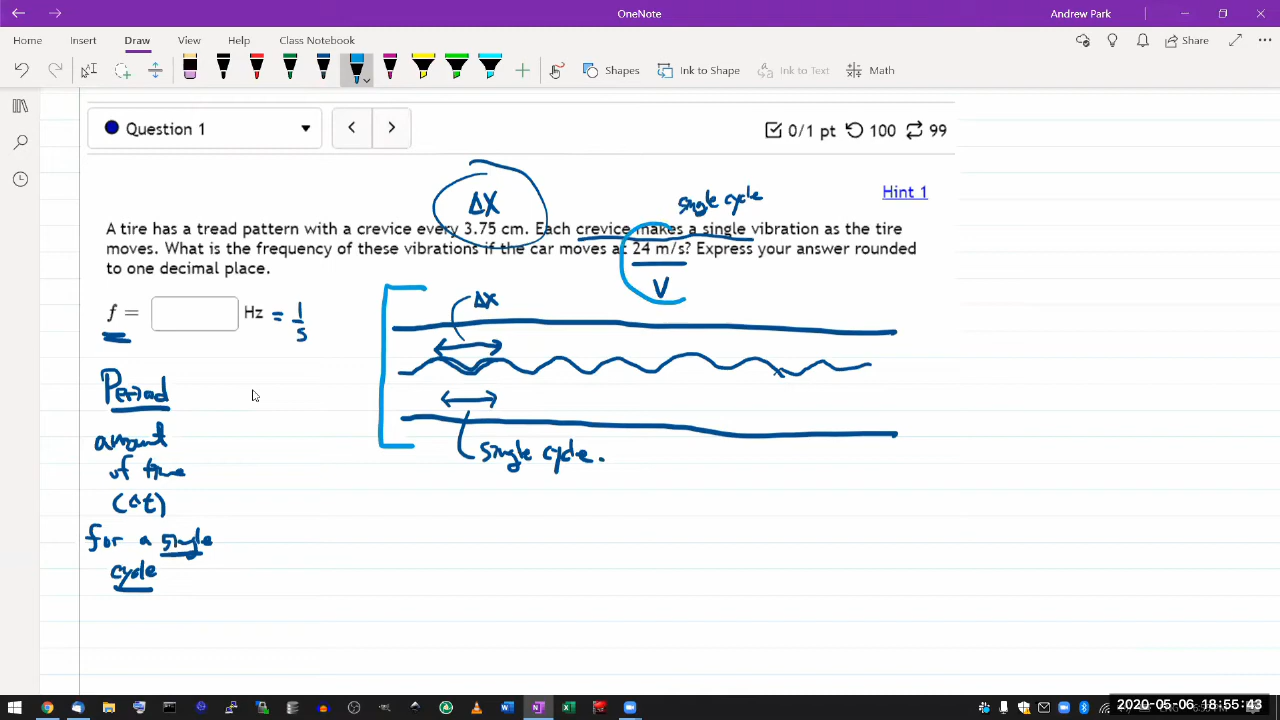 OneNote
Andrew Park
Home Insert Draw View Help Class Notebook
Share
Shapes Ink to Shape Ink to Text Math
Question 1
0/1 pt 100 99
Hint 1
ΔX
single cycle
A tire has a tread pattern with a crevice every 3.75 cm. Each crevice makes a single vibration as the tire
moves. What is the frequency of these vibrations if the car moves at 24 m/s? Express your answer rounded
to one decimal place.
V
f = Hz = 1/s
ΔX
Period
amount
of time
(Δt)
for a single
cycle
single cycle.
2020-05-06 18:55:43